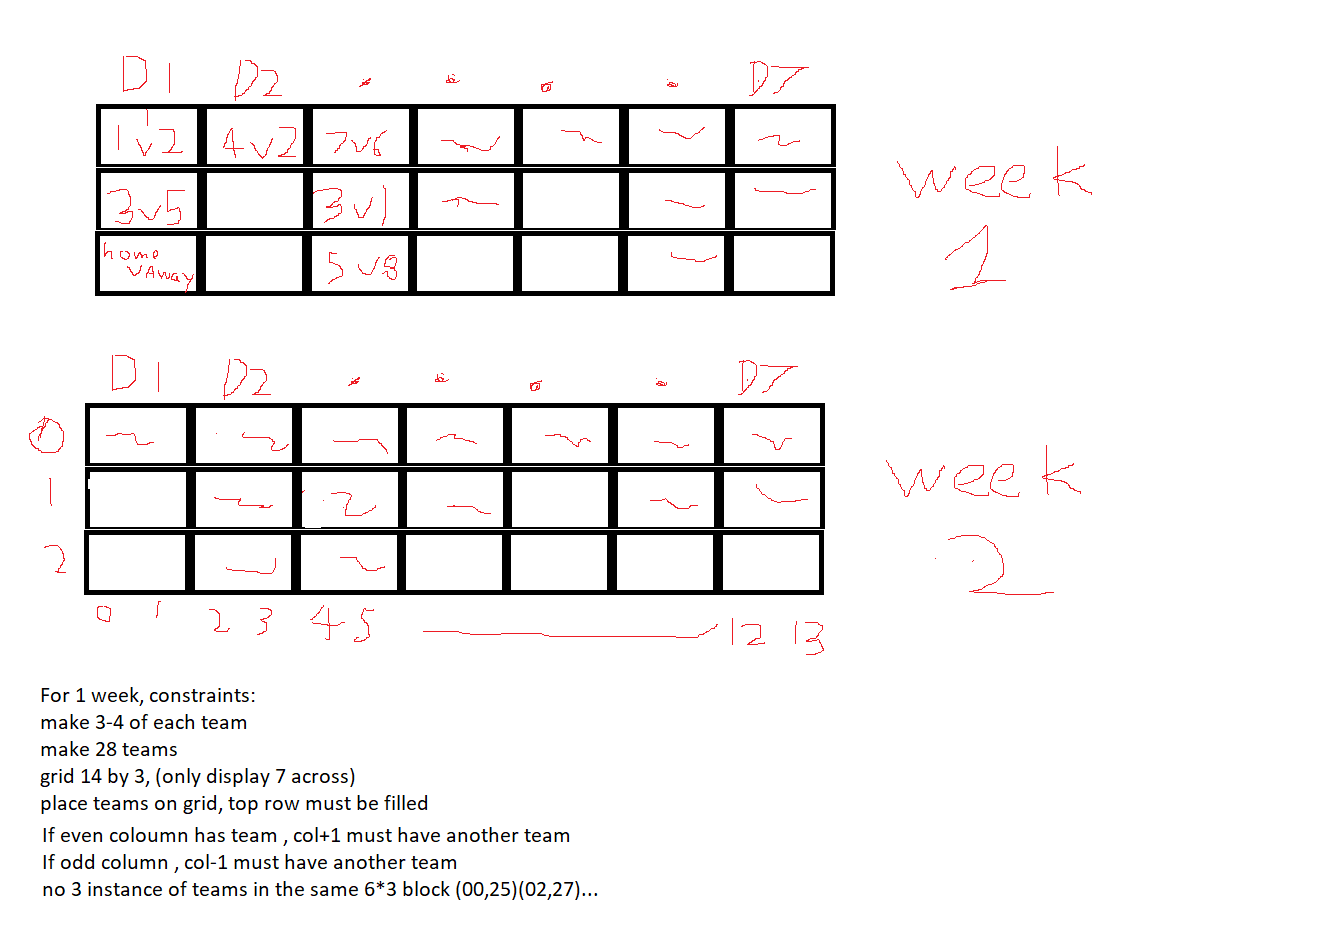 D1 D2 D7
1v2 4v2 7v6
3v5 3v1
home 5v8
vAway
week
1
D1 D2 D7
0
1 2
2
week
2
0 1 2 3 4 5 12 13
For 1 week, constraints:
make 3-4 of each team
make 28 teams
grid 14 by 3, (only display 7 across)
place teams on grid, top row must be filled
If even coloumn has team , col+1 must have another team
If odd column , col-1 must have another team
no 3 instance of teams in the same 6*3 block (00,25)(02,27)...